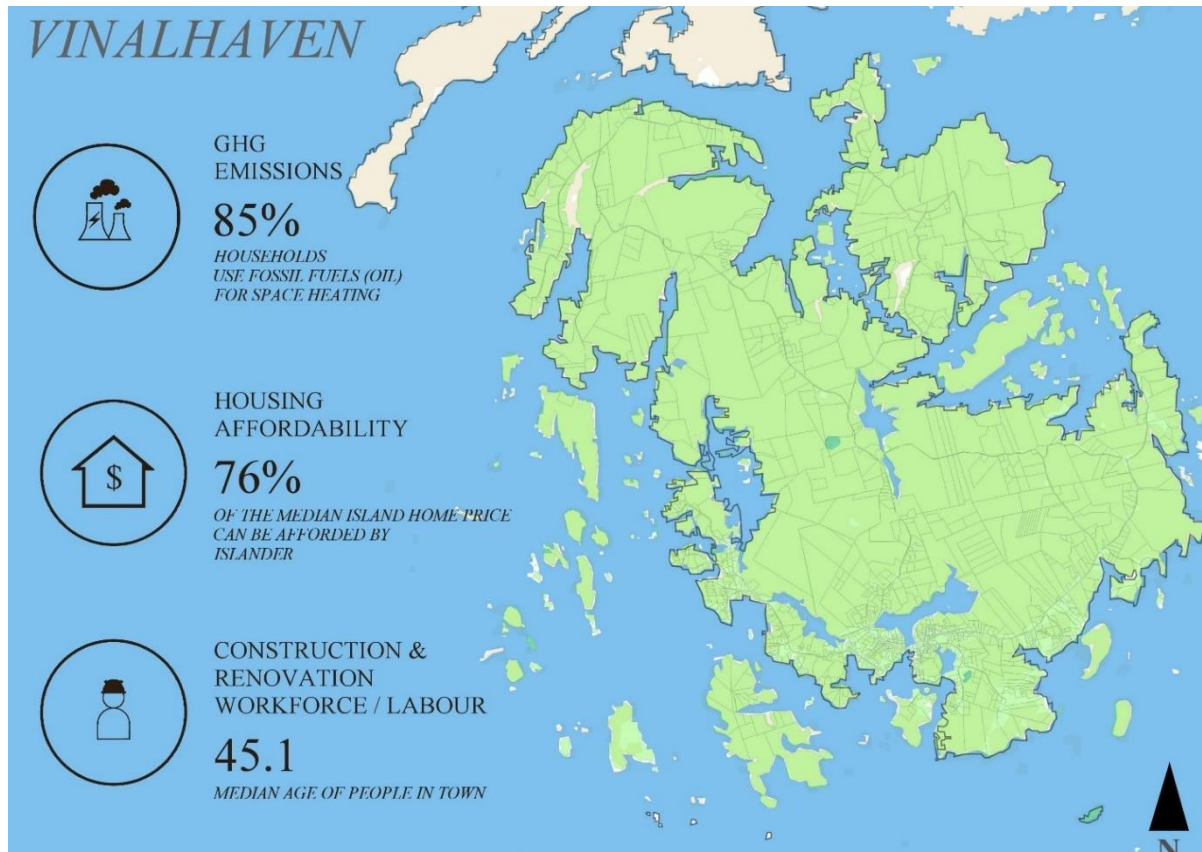 VINALHAVEN
GHG
EMISSIONS
85%
HOUSEHOLDS
USE FOSSIL FUELS (OIL)
FOR SPACE HEATING
HOUSING
AFFORDABILITY
$
76%
OF THE MEDIAN ISLAND HOME PRICE
CAN BE AFFORDED BY
ISLANDER
CONSTRUCTION &
RENOVATION
WORKFORCE / LABOUR
45.1
MEDIAN AGE OF PEOPLE IN TOWN
N